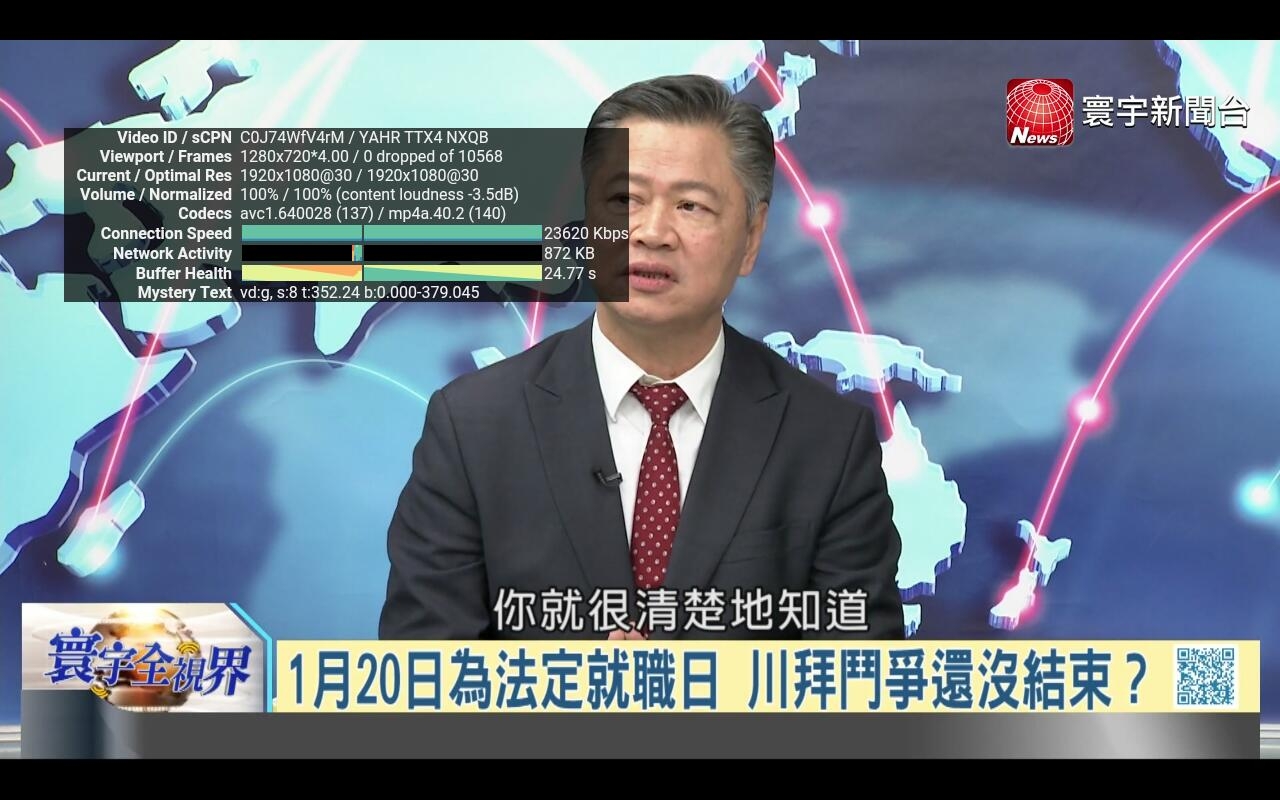 寰宇新聞台
News
Video ID / sCPN C0J74WfV4rM / YAHR TTX4 NXQB
Viewport / Frames 1280x720*4.00 / 0 dropped of 10568
Current / Optimal Res 1920x1080@30 / 1920x1080@30
Volume / Normalized 100% / 100% (content loudness -3.5dB)
Codecs avc1.640028 (137) / mp4a.40.2 (140)
Connection Speed 23620 Kbps
Network Activity 872 KB
Buffer Health 24.77 s
Mystery Text vd:g, s:8 t:352.24 b:0.000-379.045
你就很清楚地知道
寰宇全視界
1月20日為法定就職日 川拜鬥爭還沒結束？